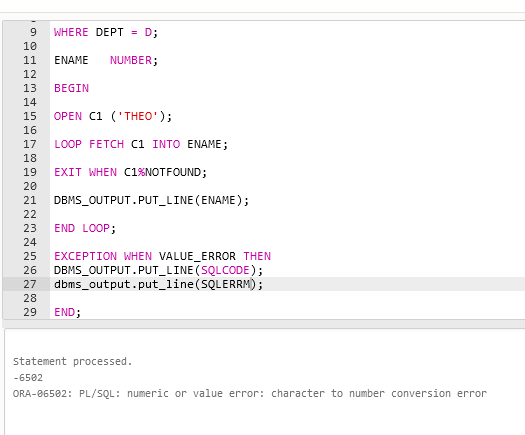 9 WHERE DEPT = D;
10
11 ENAME   NUMBER;
12
13 BEGIN
14
15 OPEN C1 ('THEO');
16
17 LOOP FETCH C1 INTO ENAME;
18
19 EXIT WHEN C1%NOTFOUND;
20
21 DBMS_OUTPUT.PUT_LINE(ENAME);
22
23 END LOOP;
24
25 EXCEPTION WHEN VALUE_ERROR THEN
26 DBMS_OUTPUT.PUT_LINE(SQLCODE);
27 dbms_output.put_line(SQLERRM);
28
29 END;
Statement processed.
-6502
ORA-06502: PL/SQL: numeric or value error: character to number conversion error